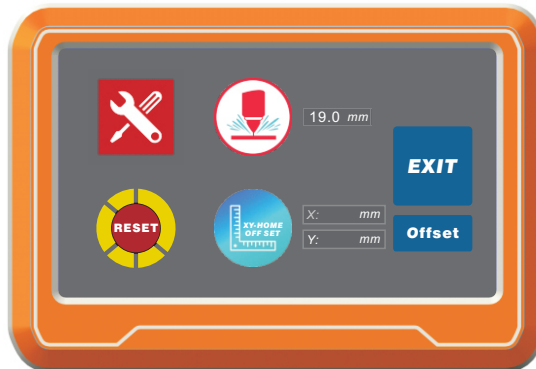 19.0 mm
EXIT
RESET
XY-HOME
OFF SET
X: mm
Y: mm
Offset